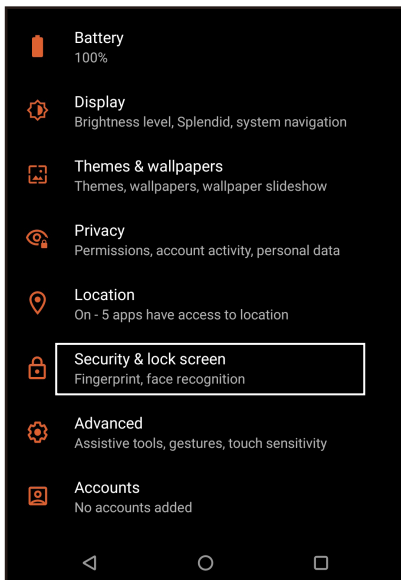 Battery
100%
Display
Brightness level, Splendid, system navigation
Themes & wallpapers
Themes, wallpapers, wallpaper slideshow
Privacy
Permissions, account activity, personal data
Location
On - 5 apps have access to location
Security & lock screen
Fingerprint, face recognition
Advanced
Assistive tools, gestures, touch sensitivity
Accounts
No accounts added